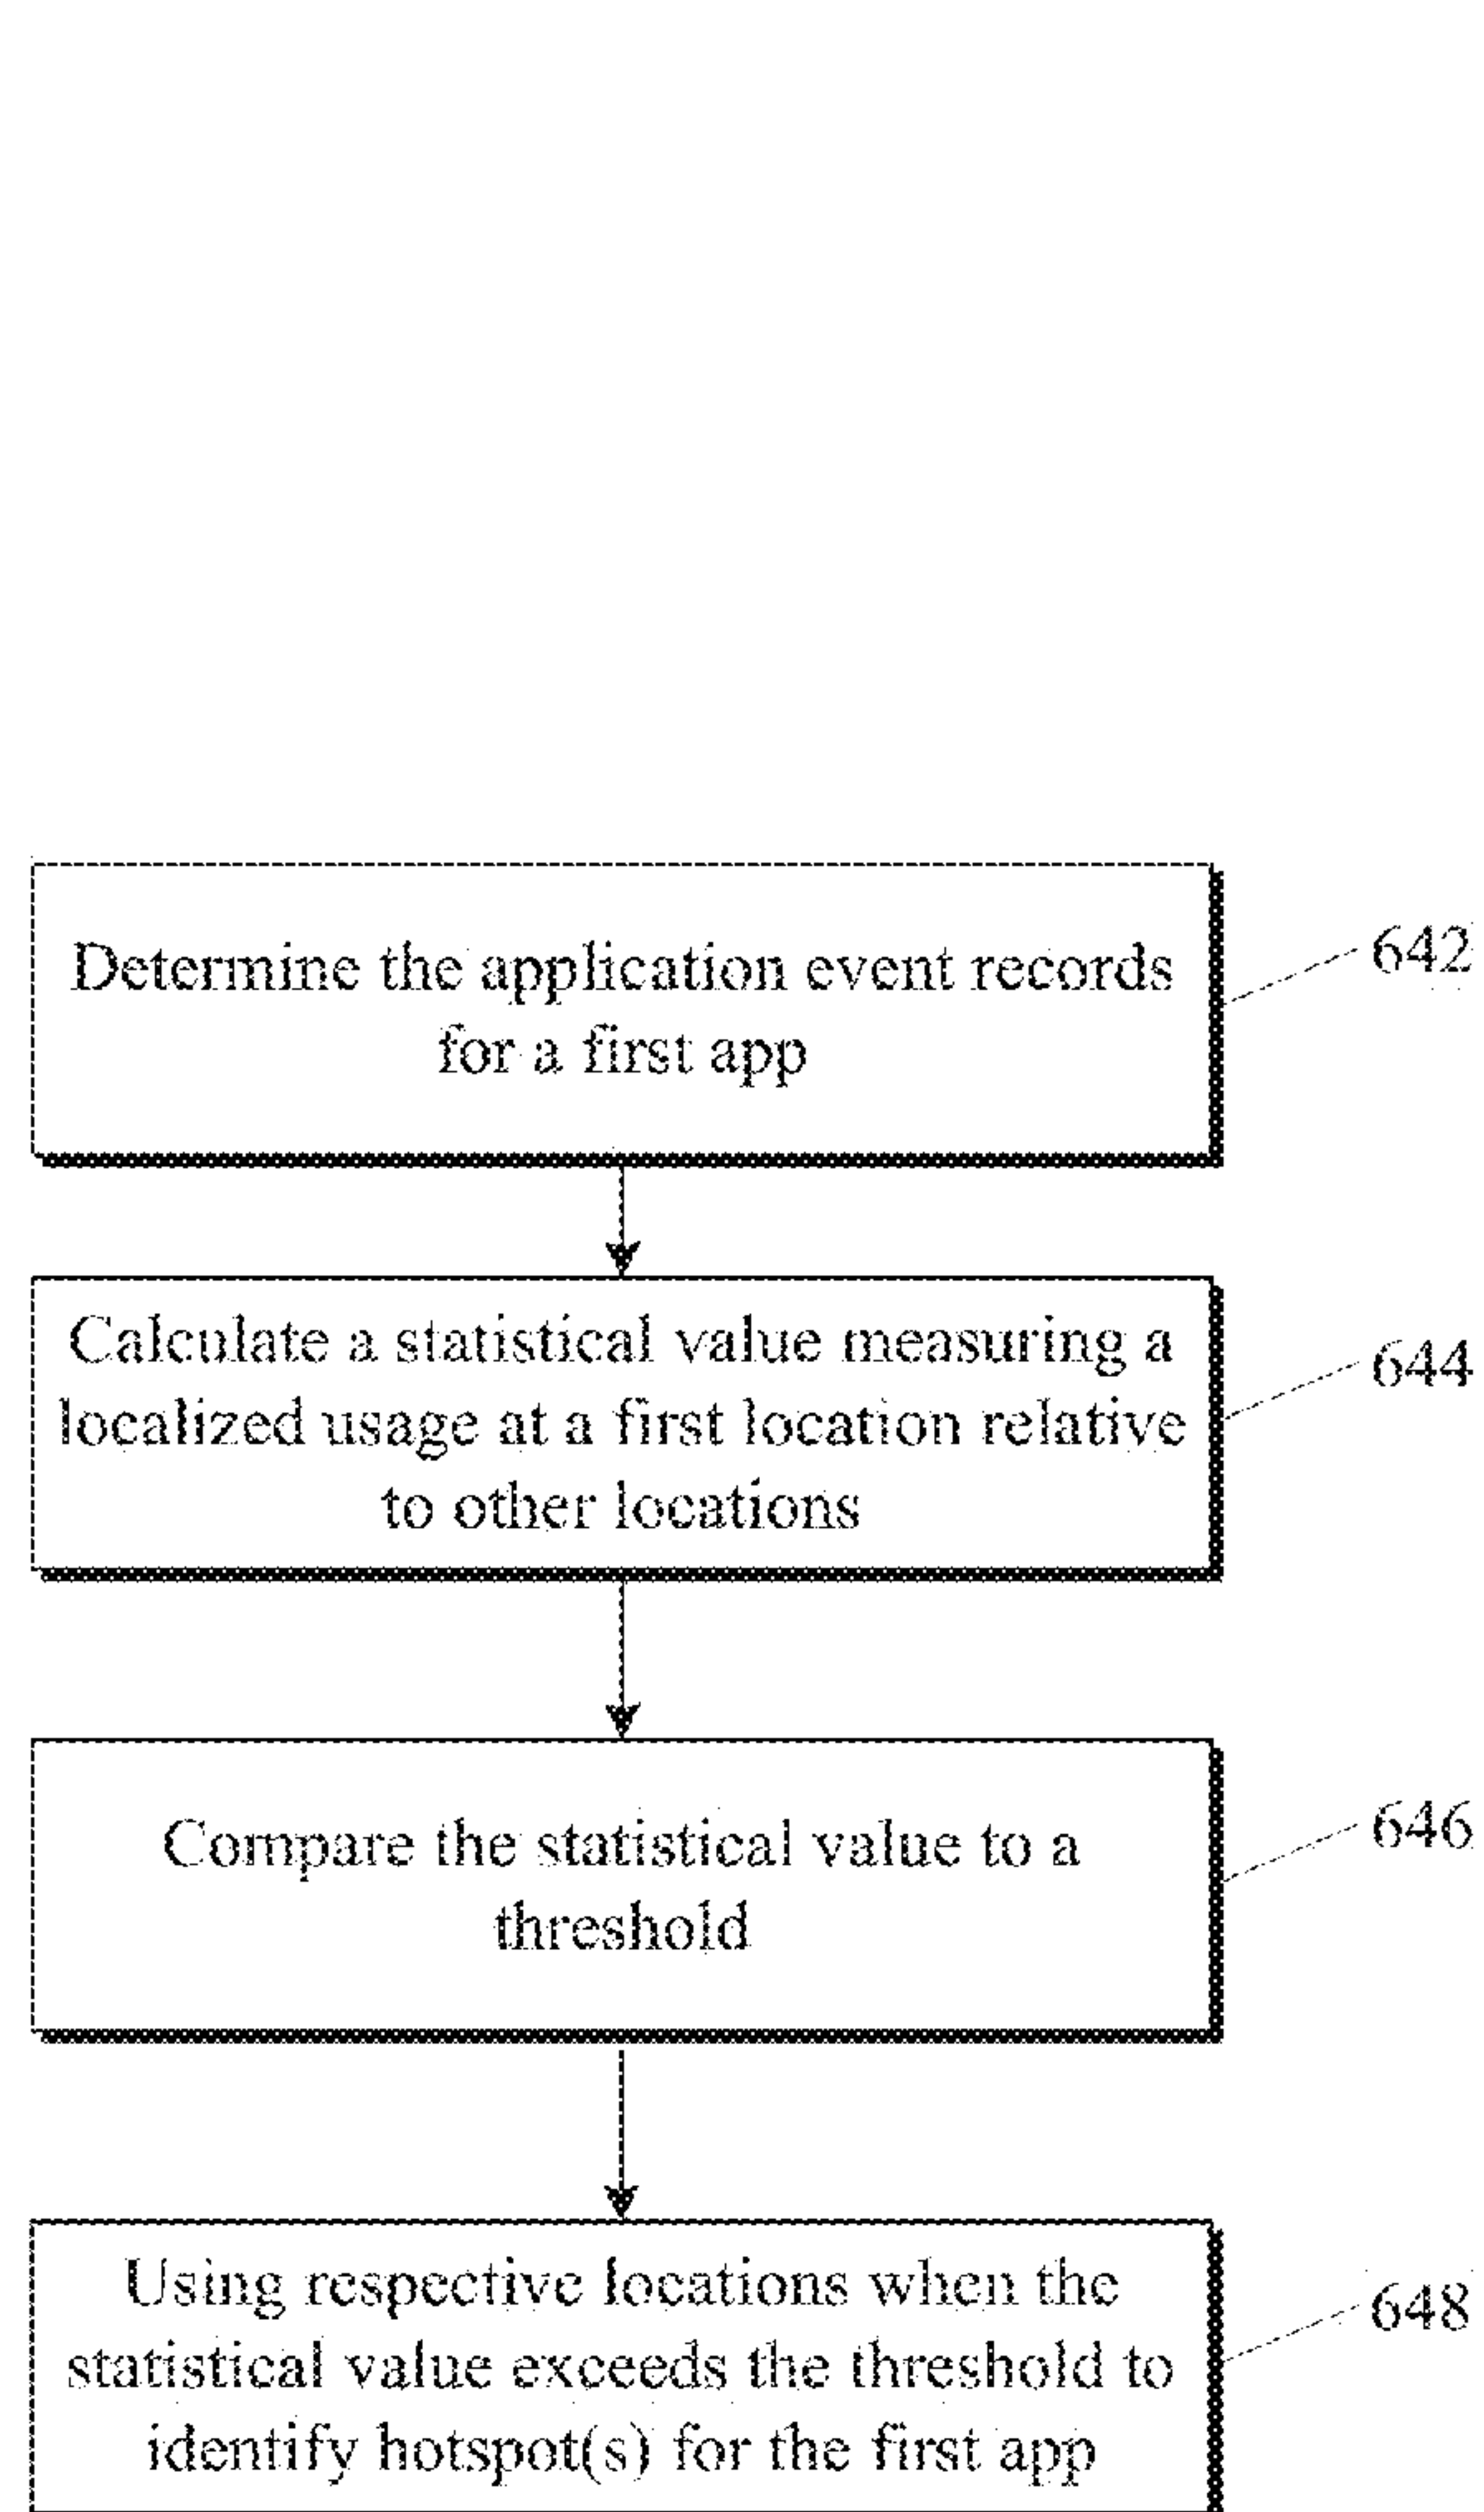 Determine the application event records
for a first app
642
Calculate a statistical value measuring a
localized usage at a first location relative
to other locations
644
Compare the statistical value to a
threshold
646
Using respective locations when the
statistical value exceeds the threshold to
identify hotspot(s) for the first app
648